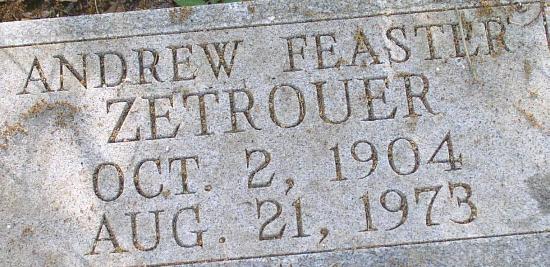 ANDREW FEASTER
ZETROUER
OCT. 2, 1904
AUG. 21, 1973